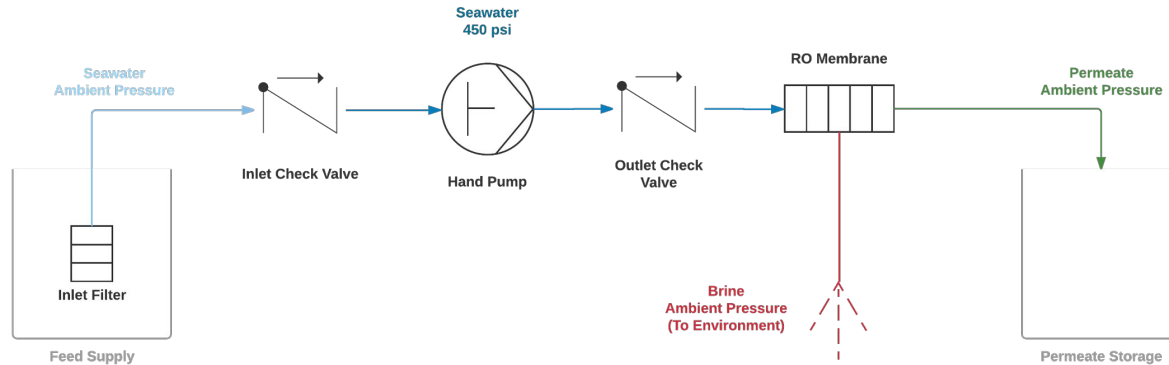 Seawater
450 psi
Seawater
Ambient Pressure
RO Membrane
Permeate
Ambient Pressure
Inlet Check Valve
Hand Pump
Outlet Check
Valve
Inlet Filter
Brine
Ambient Pressure
(To Environment)
Feed Supply
Permeate Storage